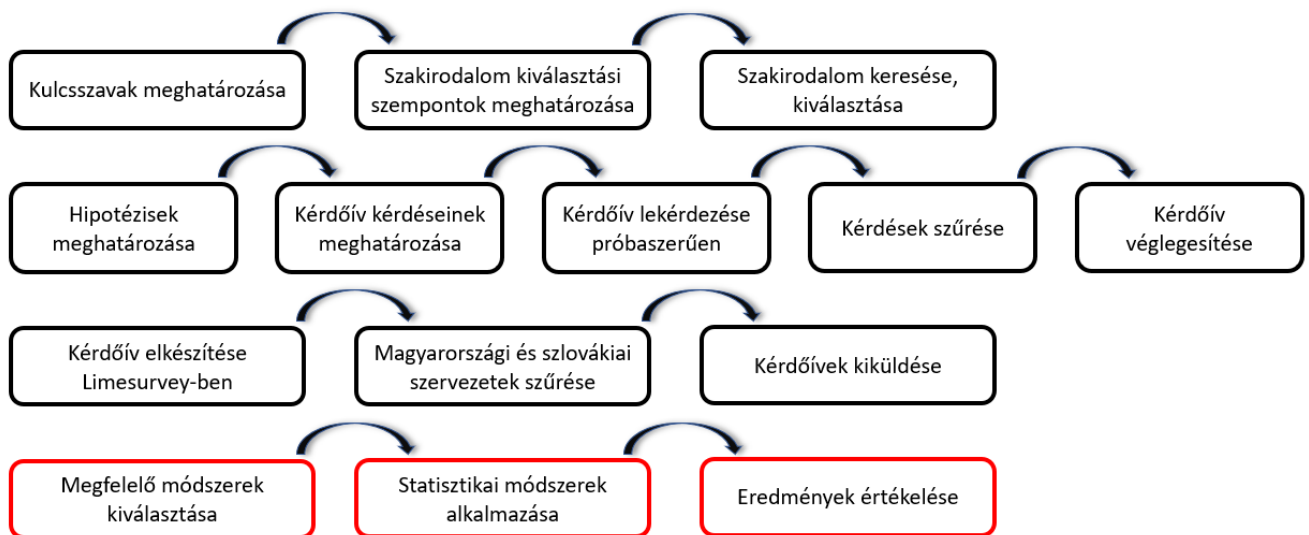 Kulcsszavak meghatározása
Szakirodalom kiválasztási
szempontok meghatározása
Szakirodalom keresése,
kiválasztása
Hipotézisek
meghatározása
Kérdőív kérdéseinek
meghatározása
Kérdőív lekérdezése
próbaszerűen
Kérdések szűrése
Kérdőív
véglegesítése
Kérdőív elkészítése
Limesurvey-ben
Magyarországi és szlovákiai
szervezetek szűrése
Kérdőívek kiküldése
Megfelelő módszerek
kiválasztása
Statisztikai módszerek
alkalmazása
Eredmények értékelése